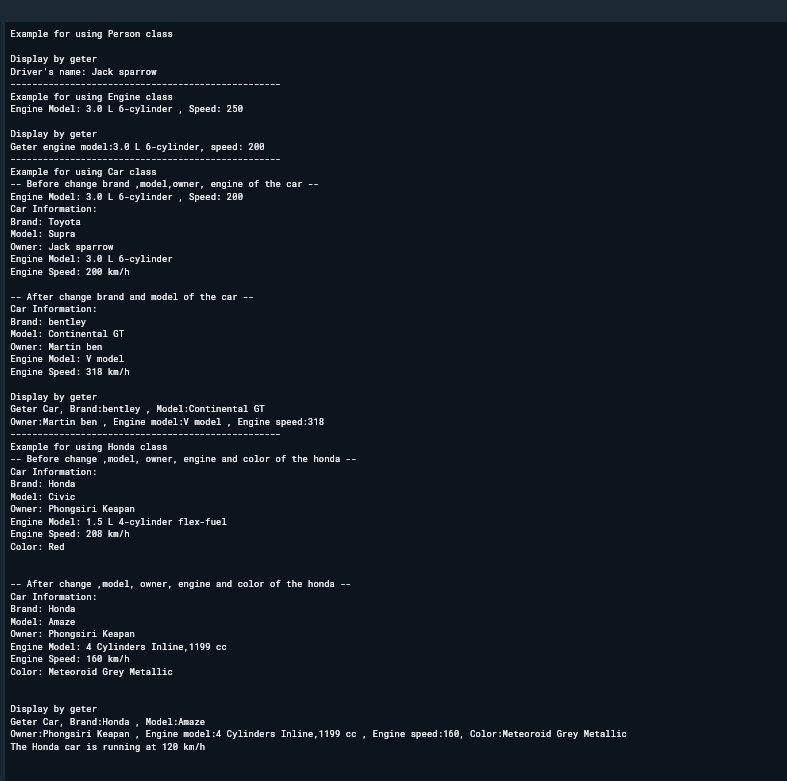 Example for using Person class
Display by geter
Driver's name: Jack sparrow
--------------------------------------------------
Example for using Engine class
Engine Model: 3.0 L 6-cylinder , Speed: 250
Display by geter
Geter engine model:3.0 L 6-cylinder, speed: 200
--------------------------------------------------
Example for using Car class
-- Before change brand ,model,owner, engine of the car --
Engine Model: 3.0 L 6-cylinder , Speed: 200
Car Information:
Brand: Toyota
Model: Supra
Owner: Jack sparrow
Engine Model: 3.0 L 6-cylinder
Engine Speed: 200 km/h
-- After change brand and model of the car --
Car Information:
Brand: bentley
Model: Continental GT
Owner: Martin ben
Engine Model: V model
Engine Speed: 318 km/h
Display by geter
Geter Car, Brand:bentley , Model:Continental GT
Owner:Martin ben , Engine model:V model , Engine speed:318
--------------------------------------------------
Example for using Honda class
-- Before change ,model, owner, engine and color of the honda --
Car Information:
Brand: Honda
Model: Civic
Owner: Phongsiri Keapan
Engine Model: 1.5 L 4-cylinder flex-fuel
Engine Speed: 208 km/h
Color: Red
-- After change ,model, owner, engine and color of the honda --
Car Information:
Brand: Honda
Model: Amaze
Owner: Phongsiri Keapan
Engine Model: 4 Cylinders Inline,1199 cc
Engine Speed: 160 km/h
Color: Meteoroid Grey Metallic
Display by geter
Geter Car, Brand:Honda , Model:Amaze
Owner:Phongsiri Keapan , Engine model:4 Cylinders Inline,1199 cc , Engine speed:160, Color:Meteoroid Grey Metallic
The Honda car is running at 120 km/h